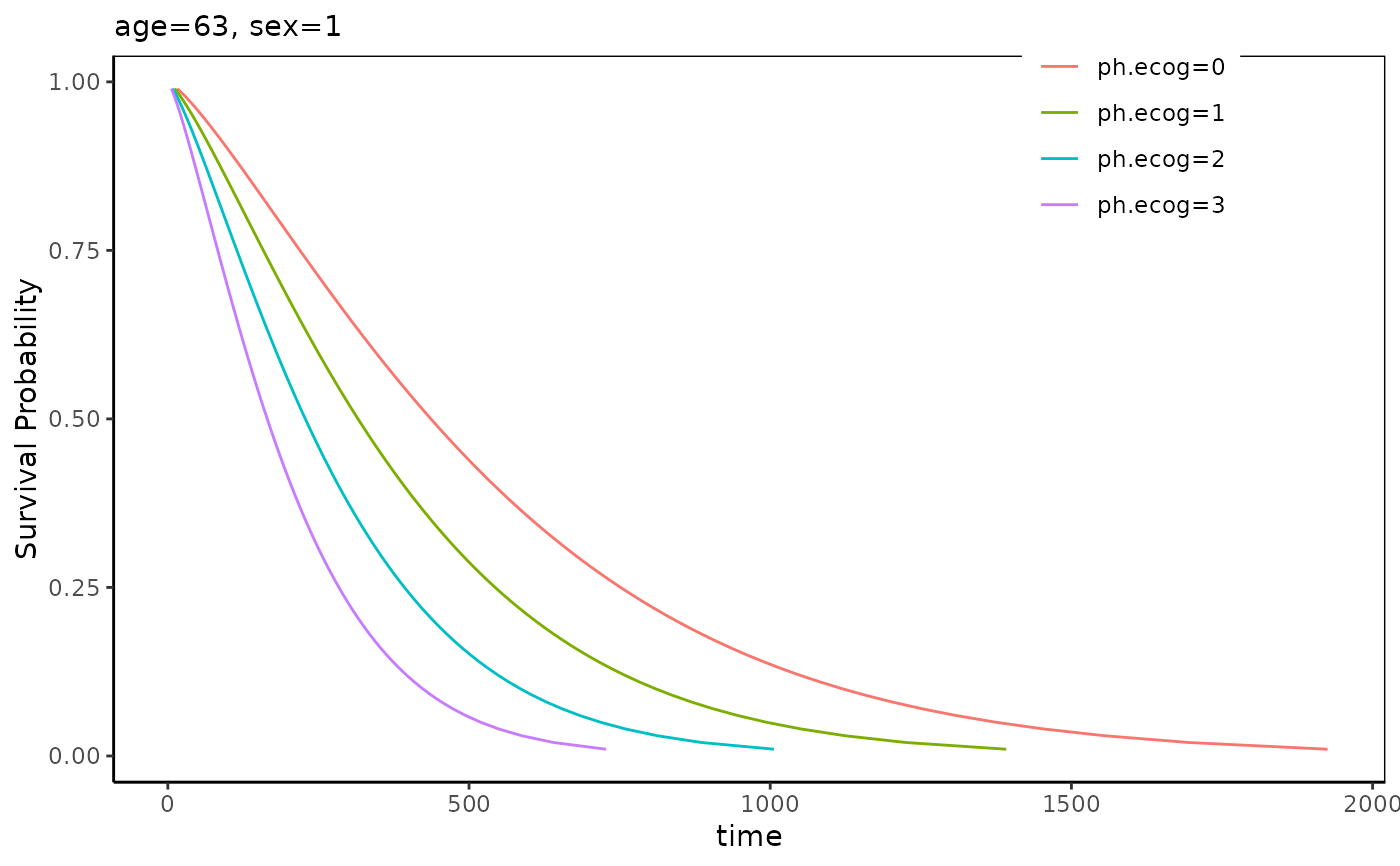 age=63, sex=1
ph.ecog=0
ph.ecog=1
ph.ecog=2
ph.ecog=3
1.00
0.75
0.50
0.25
0.00
Survival Probability
0
500
1000
1500
2000
time